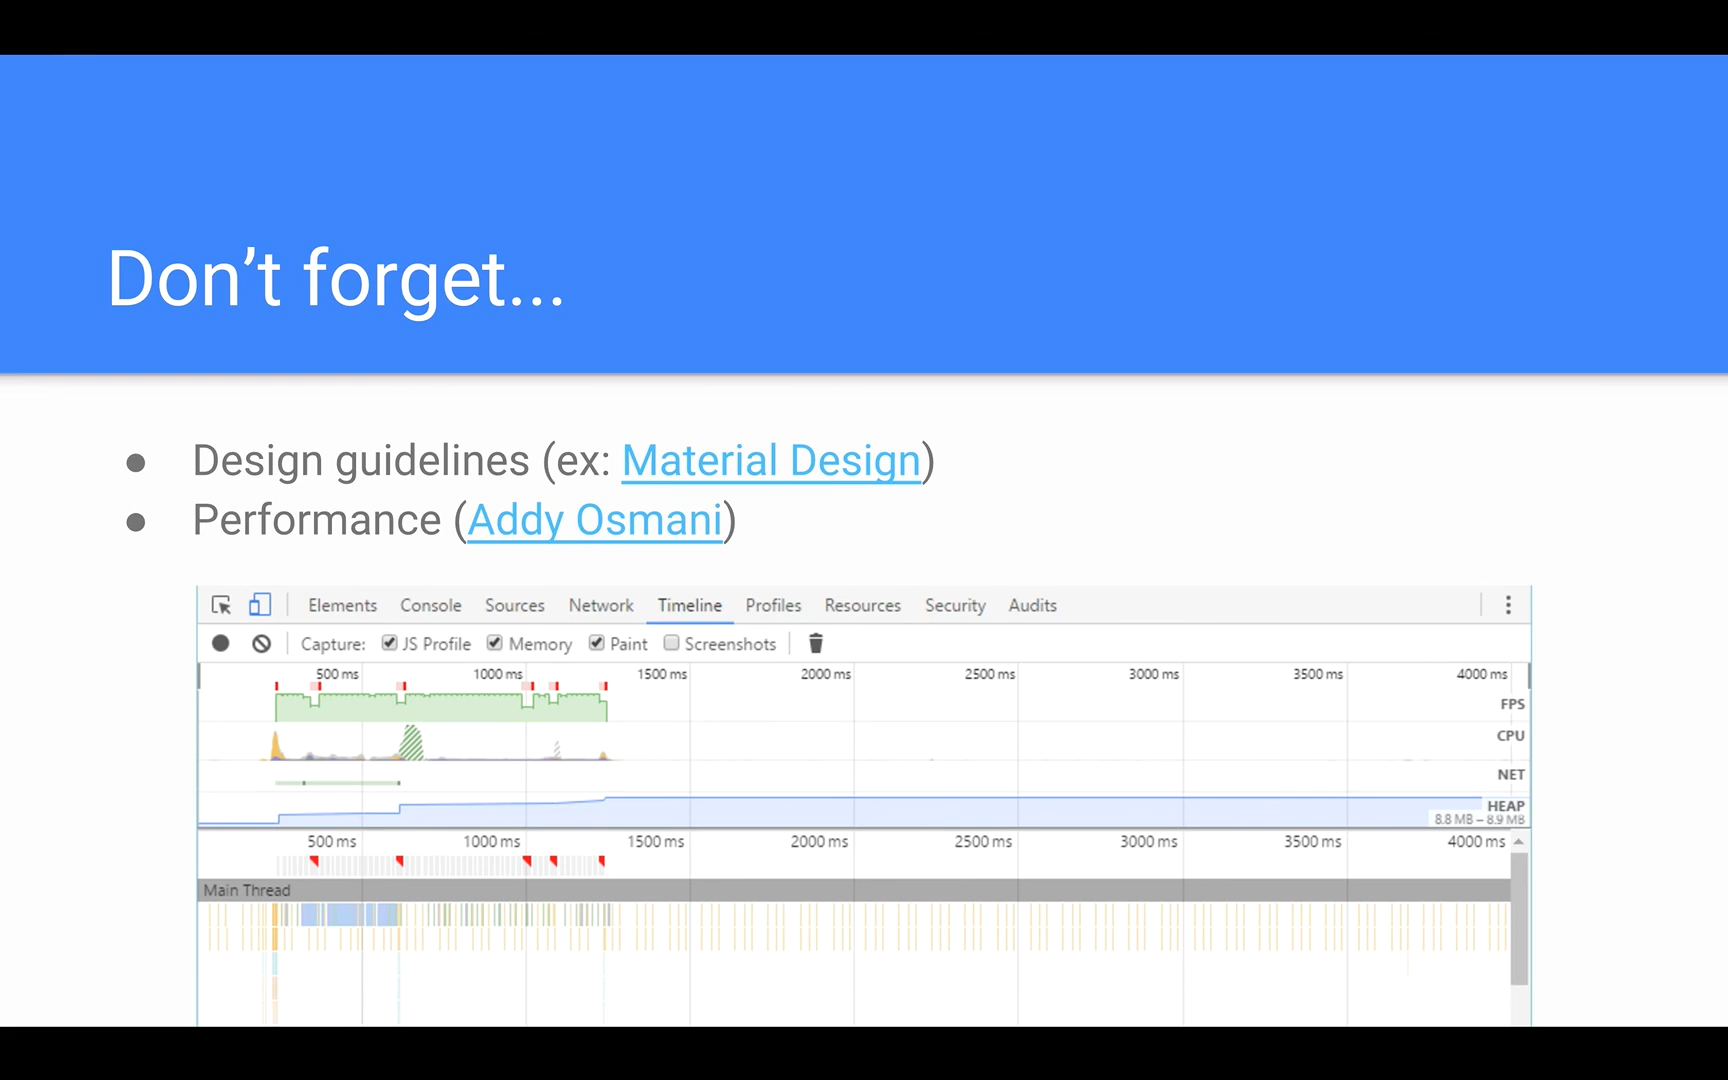 Don’t forget...
● Design guidelines (ex: Material Design)
● Performance (Addy Osmani)
Elements Console Sources Network Timeline Profiles Resources Security Audits
Capture: JS Profile Memory Paint Screenshots
500 ms 1000 ms 1500 ms 2000 ms 2500 ms 3000 ms 3500 ms 4000 ms
FPS
CPU
NET
HEAP
8.8 MB – 8.9 MB
500 ms 1000 ms 1500 ms 2000 ms 2500 ms 3000 ms 3500 ms 4000 ms
Main Thread